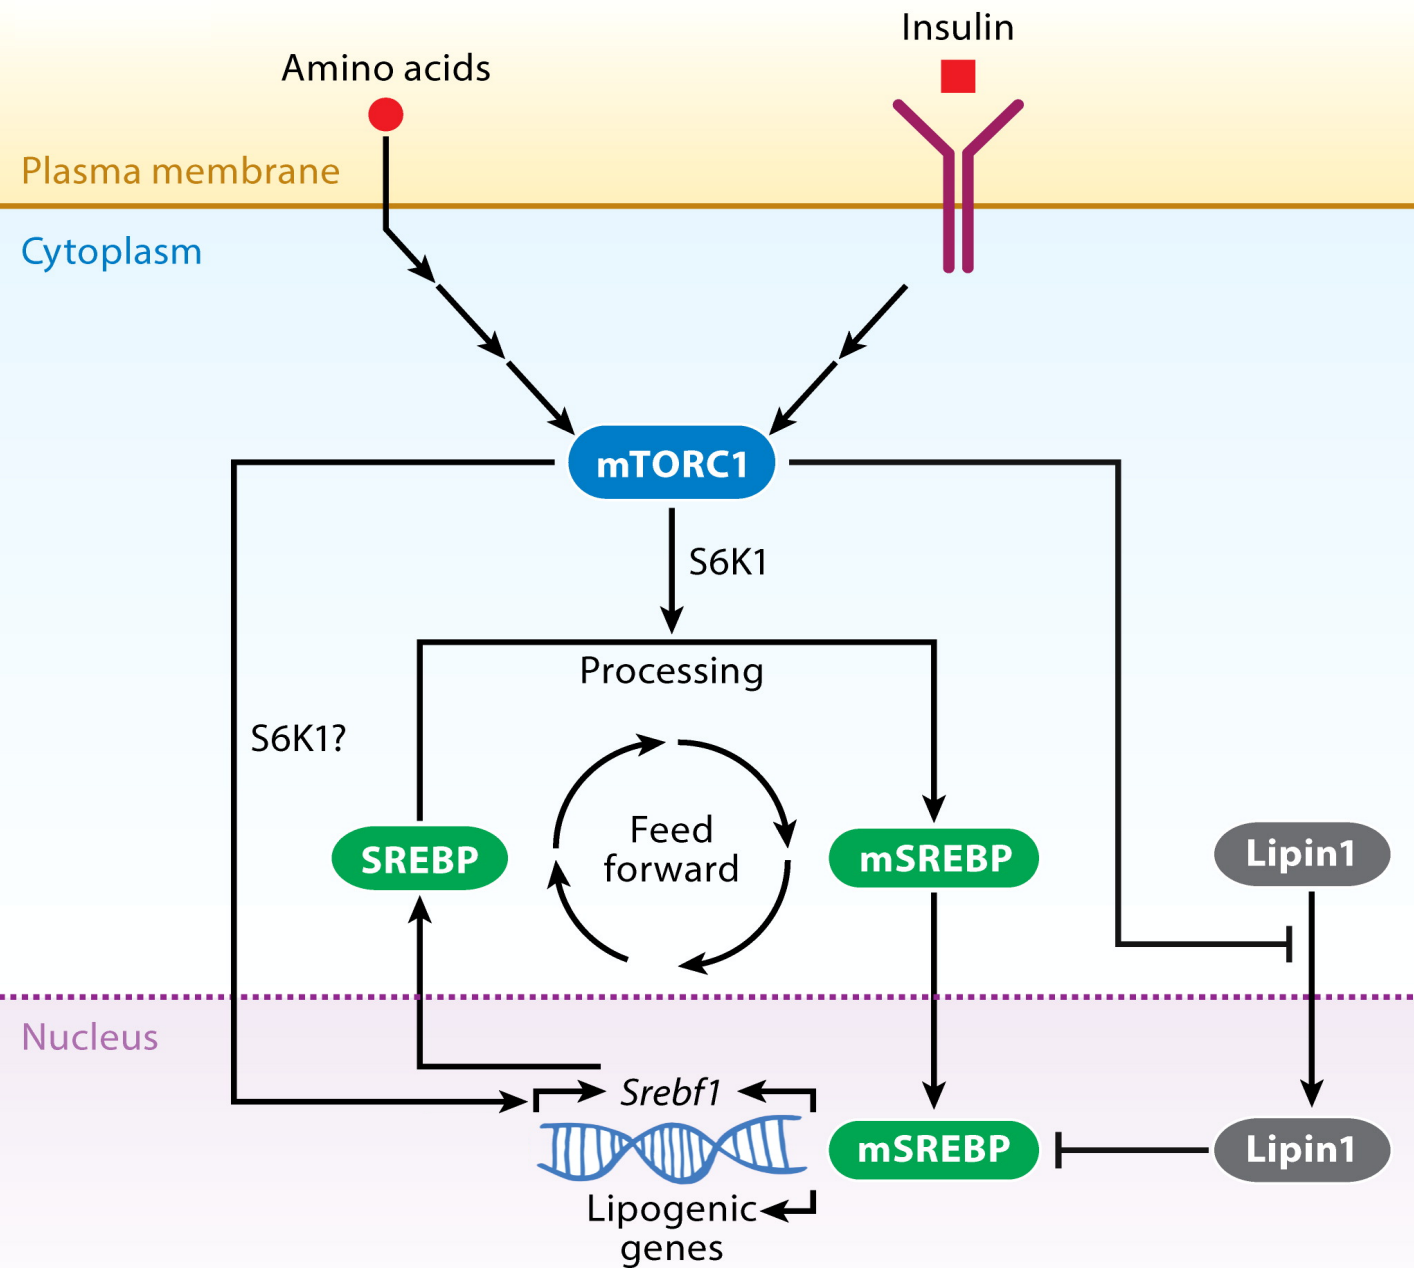 Insulin
Amino acids
Plasma membrane
Cytoplasm
mTORC1
S6K1
Processing
S6K1?
Feed
forward
SREBP
mSREBP
Lipin1
Nucleus
Srebf1
mSREBP
Lipin1
Lipogenic
genes